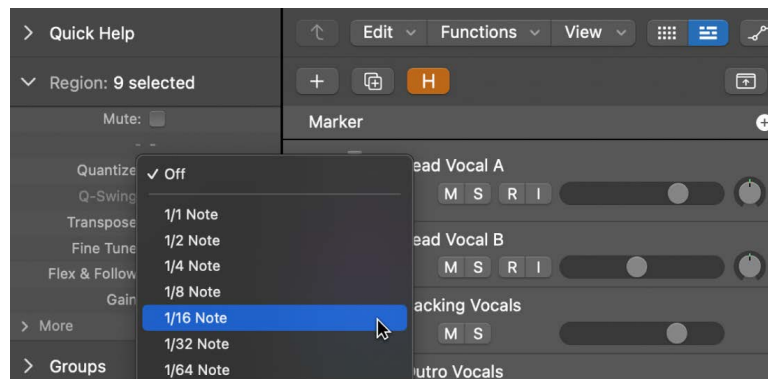 Quick Help
Edit Functions View
Region: 9 selected
H
Mute:
Marker
- -
Quantize
Off
ead Vocal A
Q-Swing
M S R I
1/1 Note
Transpose
1/2 Note
ead Vocal B
Fine Tune
1/4 Note
M S R I
Flex & Follow
1/8 Note
Gain
1/16 Note
acking Vocals
More
1/32 Note
M S
Groups
1/64 Note
utro Vocals